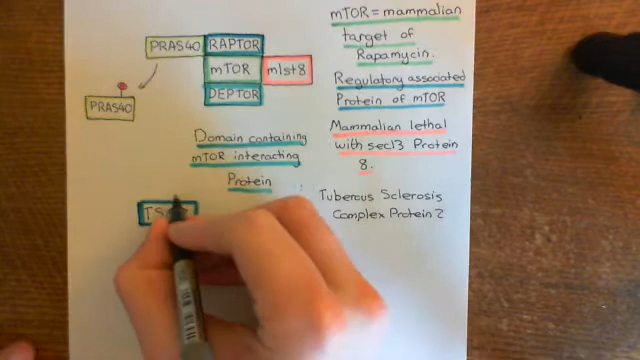 PRAS40 RAPTOR
mTOR mlst8
DEPTOR
PRAS40
mTOR = mammalian
target of
Rapamycin.
Regulatory associated
Protein of mTOR
Mammalian lethal
with sec13 Protein
8.
Domain containing
mTOR interacting
Protein
Tuberous Sclerosis
Complex Protein 2